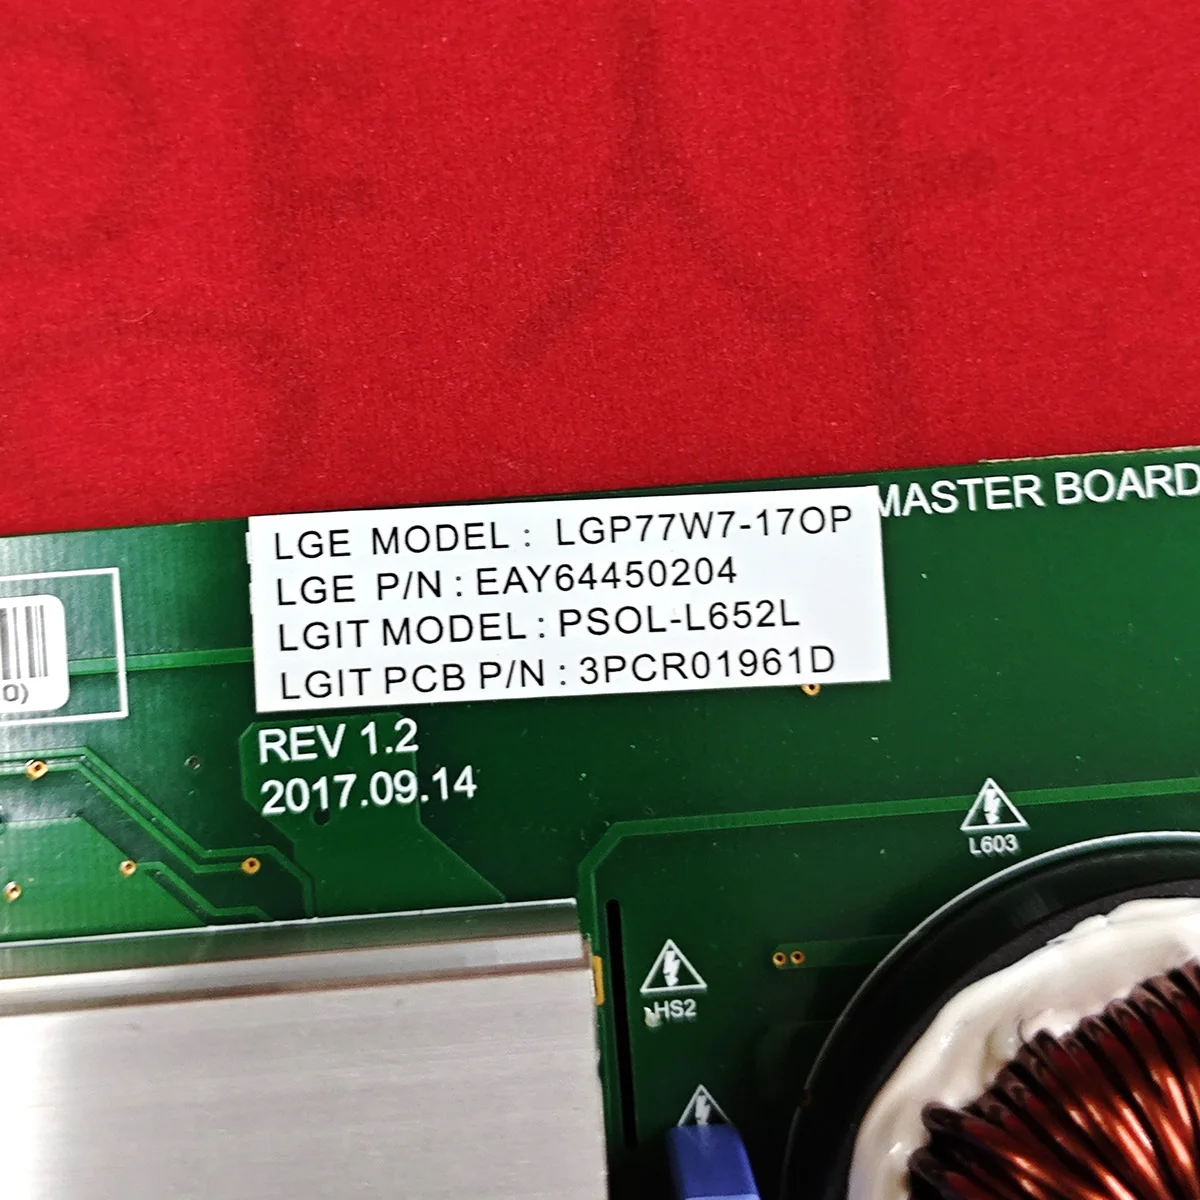 MASTER BOARD
LGE MODEL : LGP77W7-17OP
LGE P/N : EAY64450204
LGIT MODEL : PSOL-L652L
LGIT PCB P/N : 3PCR01961D
0)
REV 1.2
2017.09.14
L603
HS2